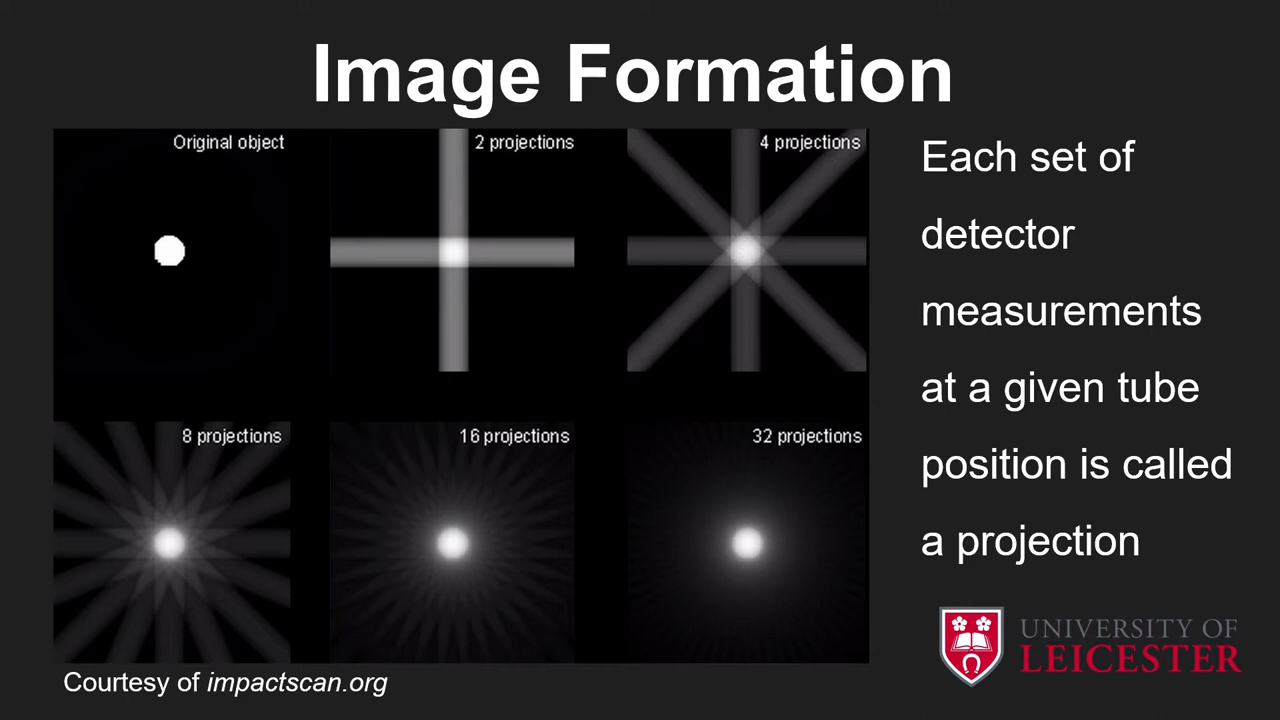 Image Formation
Original object
2 projections
4 projections
8 projections
16 projections
32 projections
Each set of
detector
measurements
at a given tube
position is called
a projection
Courtesy of impactscan.org
UNIVERSITY OF
LEICESTER